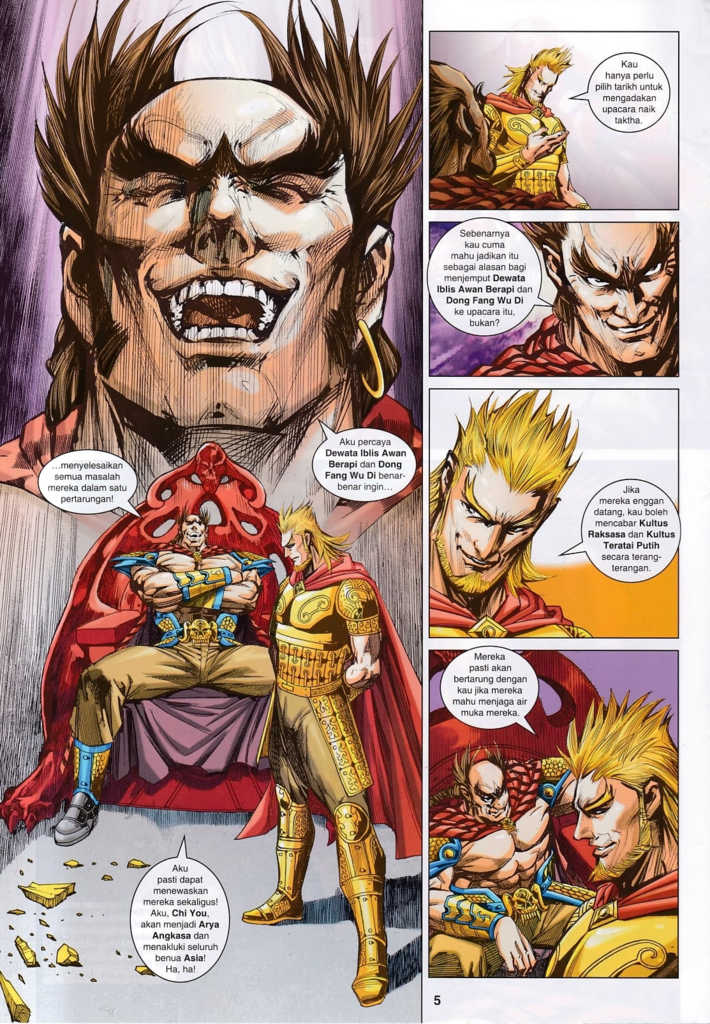 Kau
hanya perlu
pilih tarikh untuk
mengadakan
upacara naik
taktha.
Sebenarnya
kau cuma
mahu jadikan itu
sebagai alasan bagi
menjemput Dewata
Iblis Awan Berapi dan
Dong Fang Wu Di
ke upacara itu,
bukan?
Jika
mereka enggan
datang, kau boleh
mencabar Kultus
Raksasa dan Kultus
Teratai Putih
secara terang-
terangan.
Mereka
pasti akan
bertarung dengan
kau jika mereka
mahu menjaga air
muka mereka.
Aku percaya
Dewata Iblis Awan
Berapi dan Dong
Fang Wu Di benar-
benar ingin...
...menyelesaikan
semua masalah
mereka dalam satu
pertarungan!
Aku
pasti dapat
menewaskan
mereka sekaligus!
Aku, Chi You,
akan menjadi Arya
Angkasa dan
menakluki seluruh
benua Asia!
Ha, ha!
5